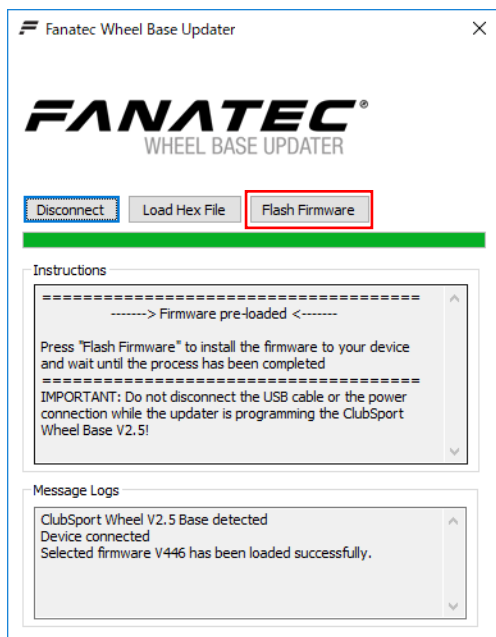 Fanatec Wheel Base Updater
FANATEC®
WHEEL BASE UPDATER
Disconnect Load Hex File Flash Firmware
Instructions
=====================================
-------> Firmware pre-loaded <-------
Press "Flash Firmware" to install the firmware to your device
and wait until the process has been completed
=====================================
IMPORTANT: Do not disconnect the USB cable or the power
connection while the updater is programming the ClubSport
Wheel Base V2.5!
Message Logs
ClubSport Wheel V2.5 Base detected
Device connected
Selected firmware V446 has been loaded successfully.